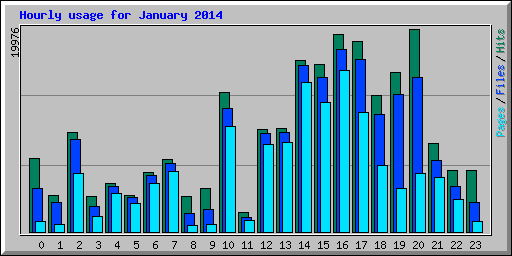 Hourly usage for January 2014
19976
Pages/Files/Hits
0 1 2 3 4 5 6 7 8 9 10 11 12 13 14 15 16 17 18 19 20 21 22 23